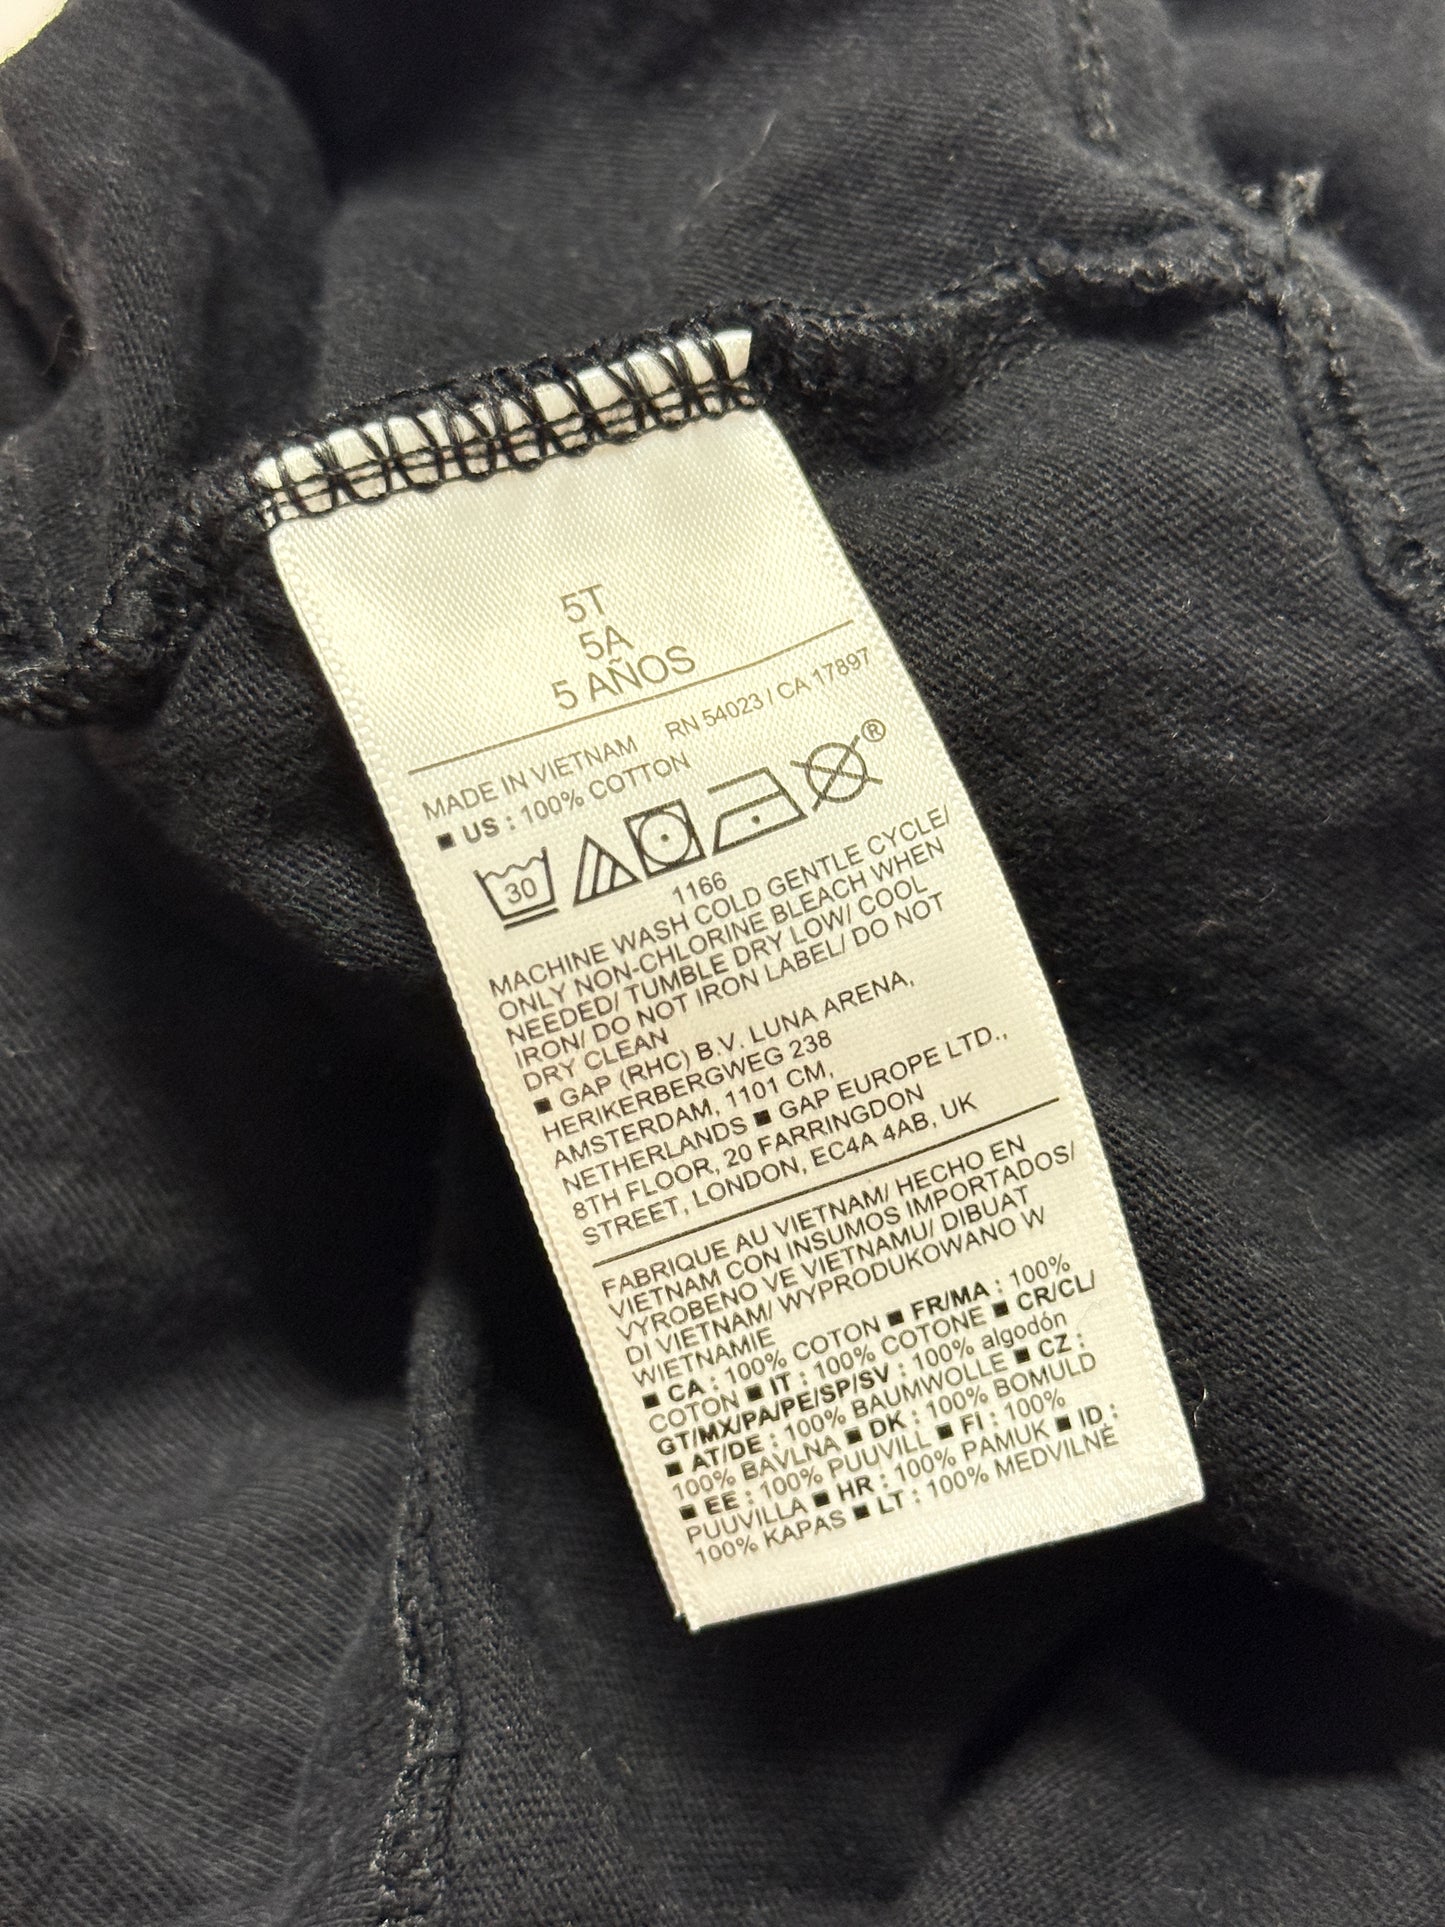 5T
5A
5 AÑOS
MADE IN VIETNAM RN 54023 / CA 17897
■ US : 100% COTTON
30 ®
1166
MACHINE WASH COLD GENTLE CYCLE/
ONLY NON-CHLORINE BLEACH WHEN
NEEDED/ TUMBLE DRY LOW/ COOL
IRON/ DO NOT IRON LABEL/ DO NOT
DRY CLEAN
■ GAP (RHC) B.V. LUNA ARENA,
HERIKERBERGWEG 238
AMSTERDAM, 1101 CM,
NETHERLANDS ■ GAP EUROPE LTD.,
8TH FLOOR, 20 FARRINGDON
STREET, LONDON, EC4A 4AB, UK
FABRIQUE AU VIETNAM/ HECHO EN
VIETNAM CON INSUMOS IMPORTADOS/
VYROBENO VE VIETNAMU/ DIBUAT
DI VIETNAM/ WYPRODUKOWANO W
WIETNAMIE
■ CA : 100% COTON ■ FR/MA : 100%
COTON ■ IT : 100% COTONE ■ CR/CL/
GT/MX/PA/PE/SP/SV : 100% algodón
■ AT/DE : 100% BAUMWOLLE ■ CZ :
100% BAVLNA ■ DK : 100% BOMULD
■ EE : 100% PUUVILL ■ FI : 100%
PUUVILLA ■ HR : 100% PAMUK ■ ID :
100% KAPAS ■ LT : 100% MEDVILNĖ